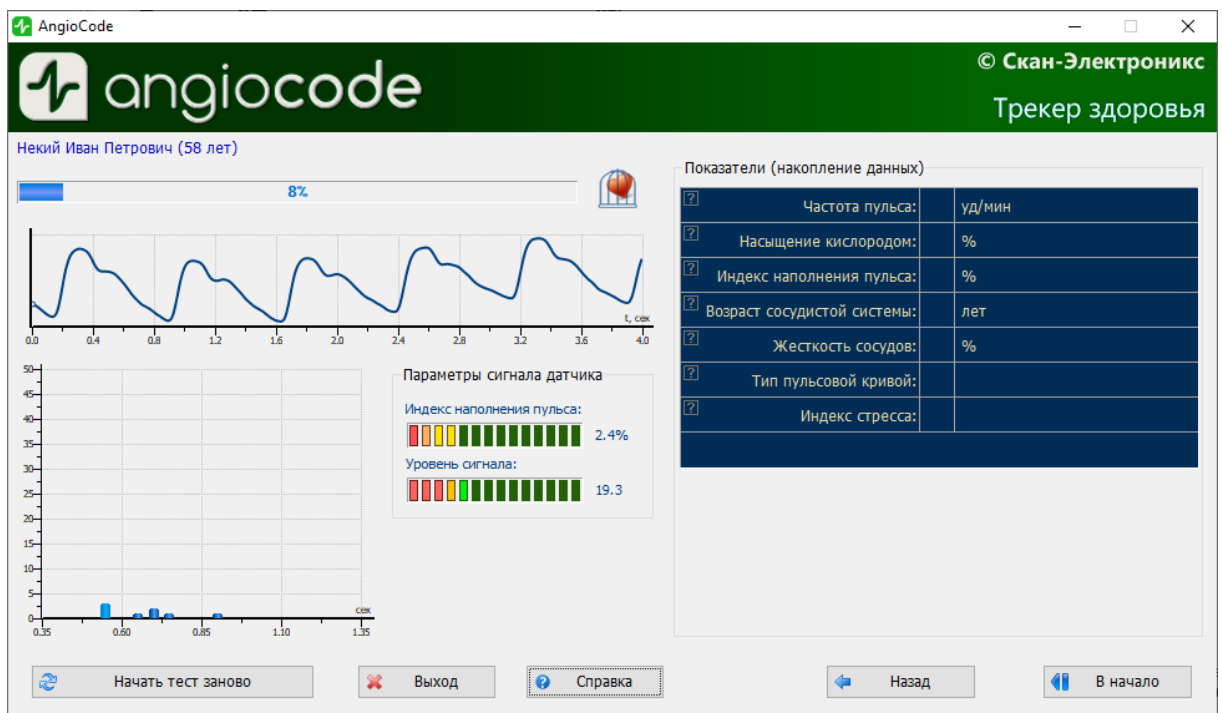 AngioCode
angiocode
© Скан-Электроникс
Трекер здоровья
Некий Иван Петрович (58 лет)
8%
t, сек
0.0 0.4 0.8 1.2 1.6 2.0 2.4 2.8 3.2 3.6 4.0
50
45
40
35
30
25
20
15
10
5
0
сек
0.35 0.60 0.85 1.10 1.35
Параметры сигнала датчика
Индекс наполнения пульса:
2.4%
Уровень сигнала:
19.3
Показатели (накопление данных)
? Частота пульса: уд/мин
? Насыщение кислородом: %
? Индекс наполнения пульса: %
? Возраст сосудистой системы: лет
? Жесткость сосудов: %
? Тип пульсовой кривой:
? Индекс стресса:
Начать тест заново
Выход
? Справка
Назад
В начало